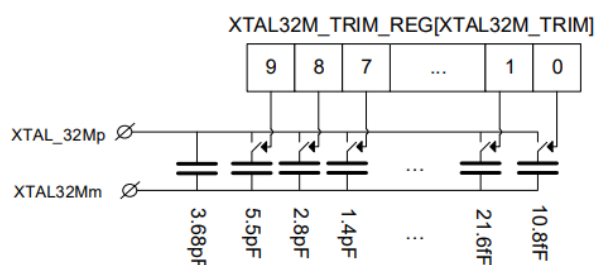 XTAL32M_TRIM_REG[XTAL32M_TRIM]
9 8 7 ... 1 0
XTAL_32Mp
XTAL32Mm
...
3.68pF 5.5pF 2.8pF 1.4pF ... 21.6fF 10.8fF